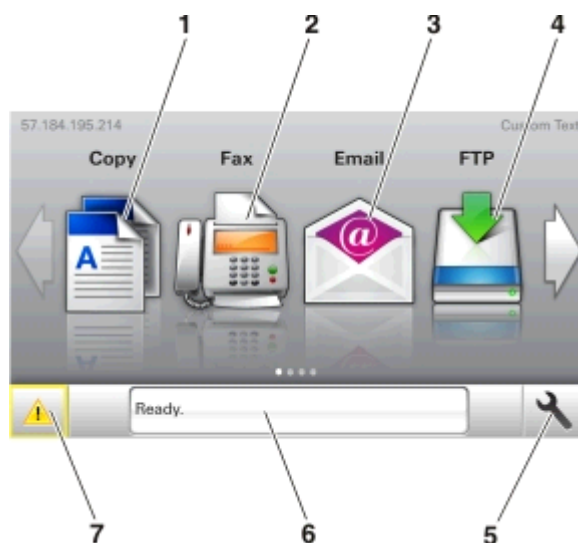 1 2 3 4
57.184.195.214 Custom Text
Copy Fax Email FTP
A @
! Ready.
7 6 5